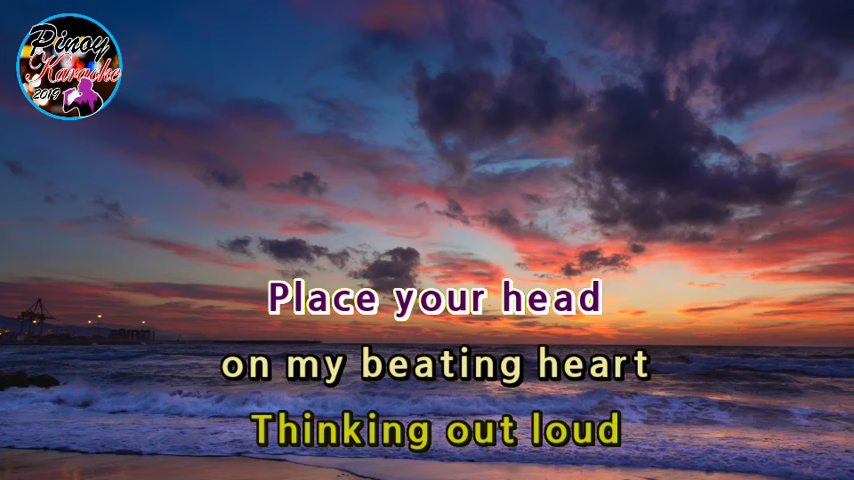 Pinoy
Karaoke
2019
Place your head
on my beating heart
Thinking out loud